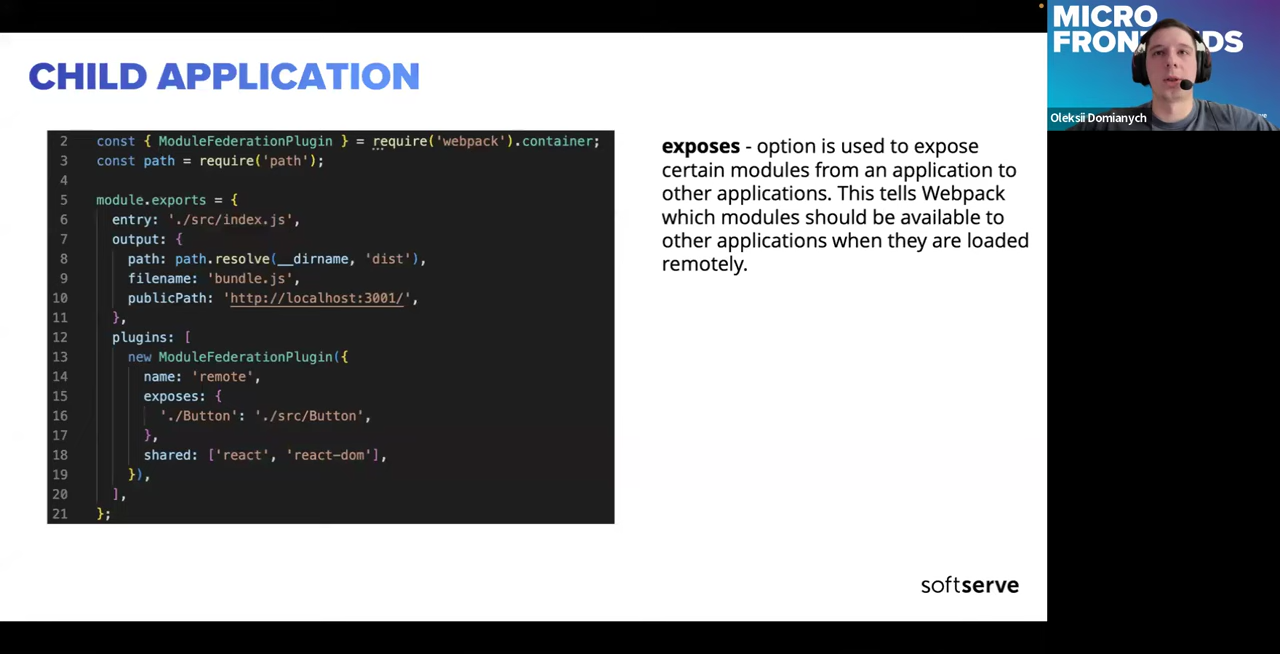 CHILD APPLICATION
2 const { ModuleFederationPlugin } = require('webpack').container;
3 const path = require('path');
4
5 module.exports = {
6 entry: './src/index.js',
7 output: {
8 path: path.resolve(__dirname, 'dist'),
9 filename: 'bundle.js',
10 publicPath: 'http://localhost:3001/',
11 },
12 plugins: [
13 new ModuleFederationPlugin({
14 name: 'remote',
15 exposes: {
16 './Button': './src/Button',
17 },
18 shared: ['react', 'react-dom'],
19 }),
20 ],
21 };
exposes - option is used to expose
certain modules from an application to
other applications. This tells Webpack
which modules should be available to
other applications when they are loaded
remotely.
softserve
MICRO
Oleksii Domianych